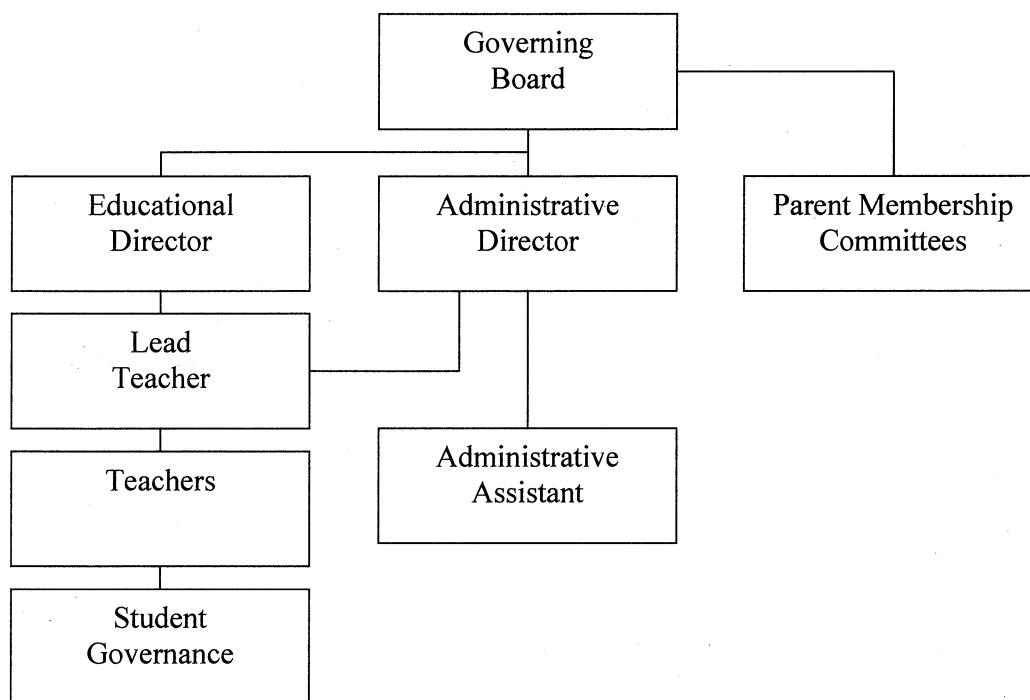 Governing
Board
Educational
Director
Administrative
Director
Parent Membership
Committees
Lead
Teacher
Administrative
Assistant
Teachers
Student
Governance